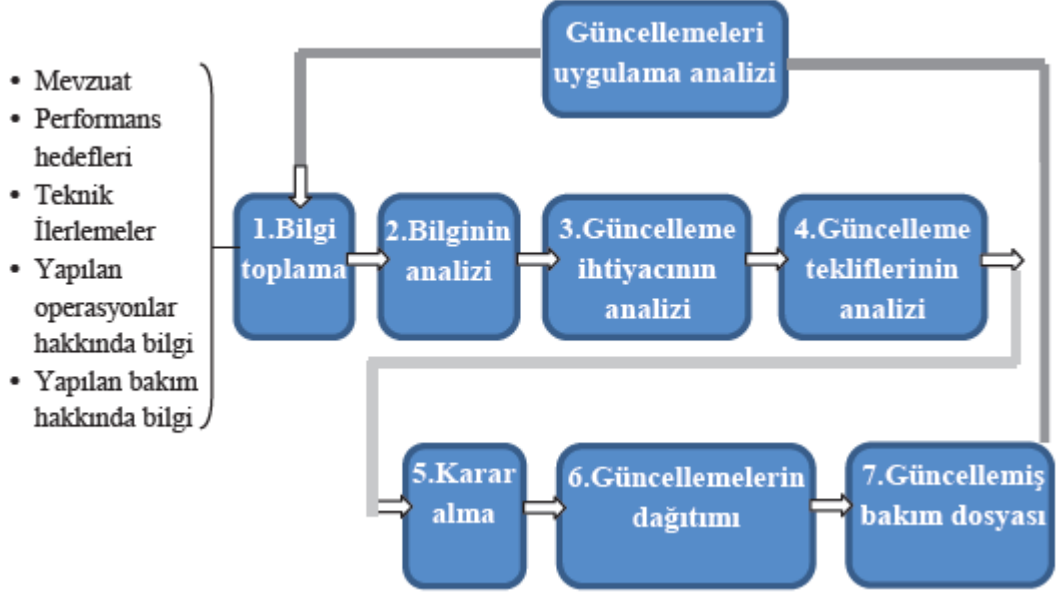 Güncellemeleri
uygulama analizi
• Mevzuat
• Performans
hedefleri
• Teknik
İlerlemeler
• Yapılan
operasyonlar
hakkında bilgi
• Yapılan bakım
hakkında bilgi
1.Bilgi
toplama
2.Bilginin
analizi
3.Güncelleme
ihtiyacının
analizi
4.Güncelleme
tekliflerinin
analizi
5.Karar
alma
6.Güncellemelerin
dağıtımı
7.Güncellemiş
bakım dosyası